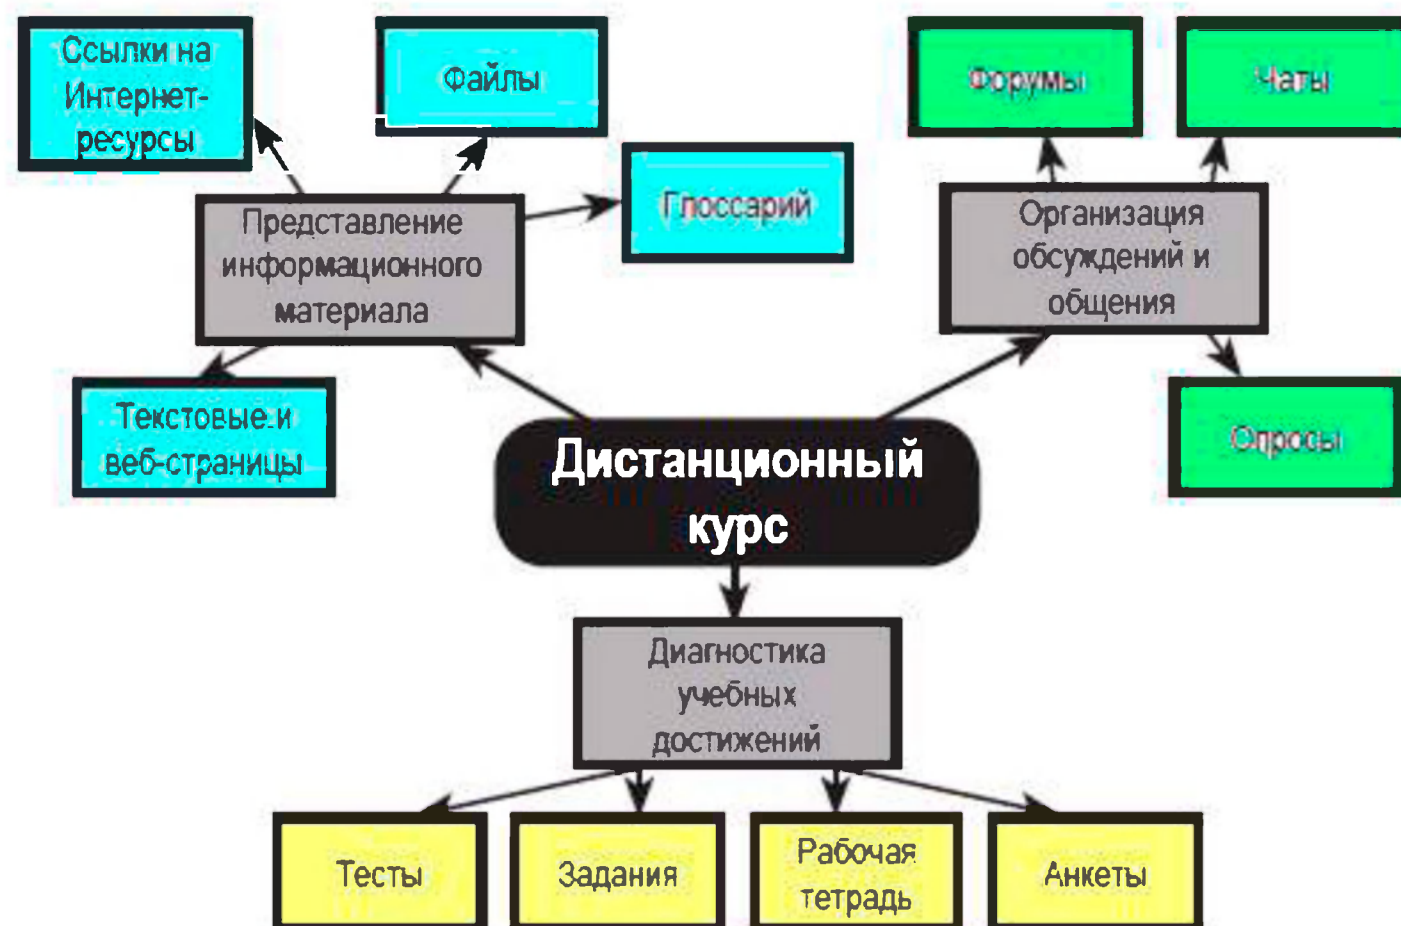 Ссылки на
Интернет-
ресурсы
Файлы
Глоссарий
Представление
информационного
материала
Текстовые и
веб-страницы
Форумы
Чаты
Организация
обсуждений и
общения
Опросы
Дистанционный
курс
Диагностика
учебных
достижений
Тесты
Задания
Рабочая
тетрадь
Анкеты